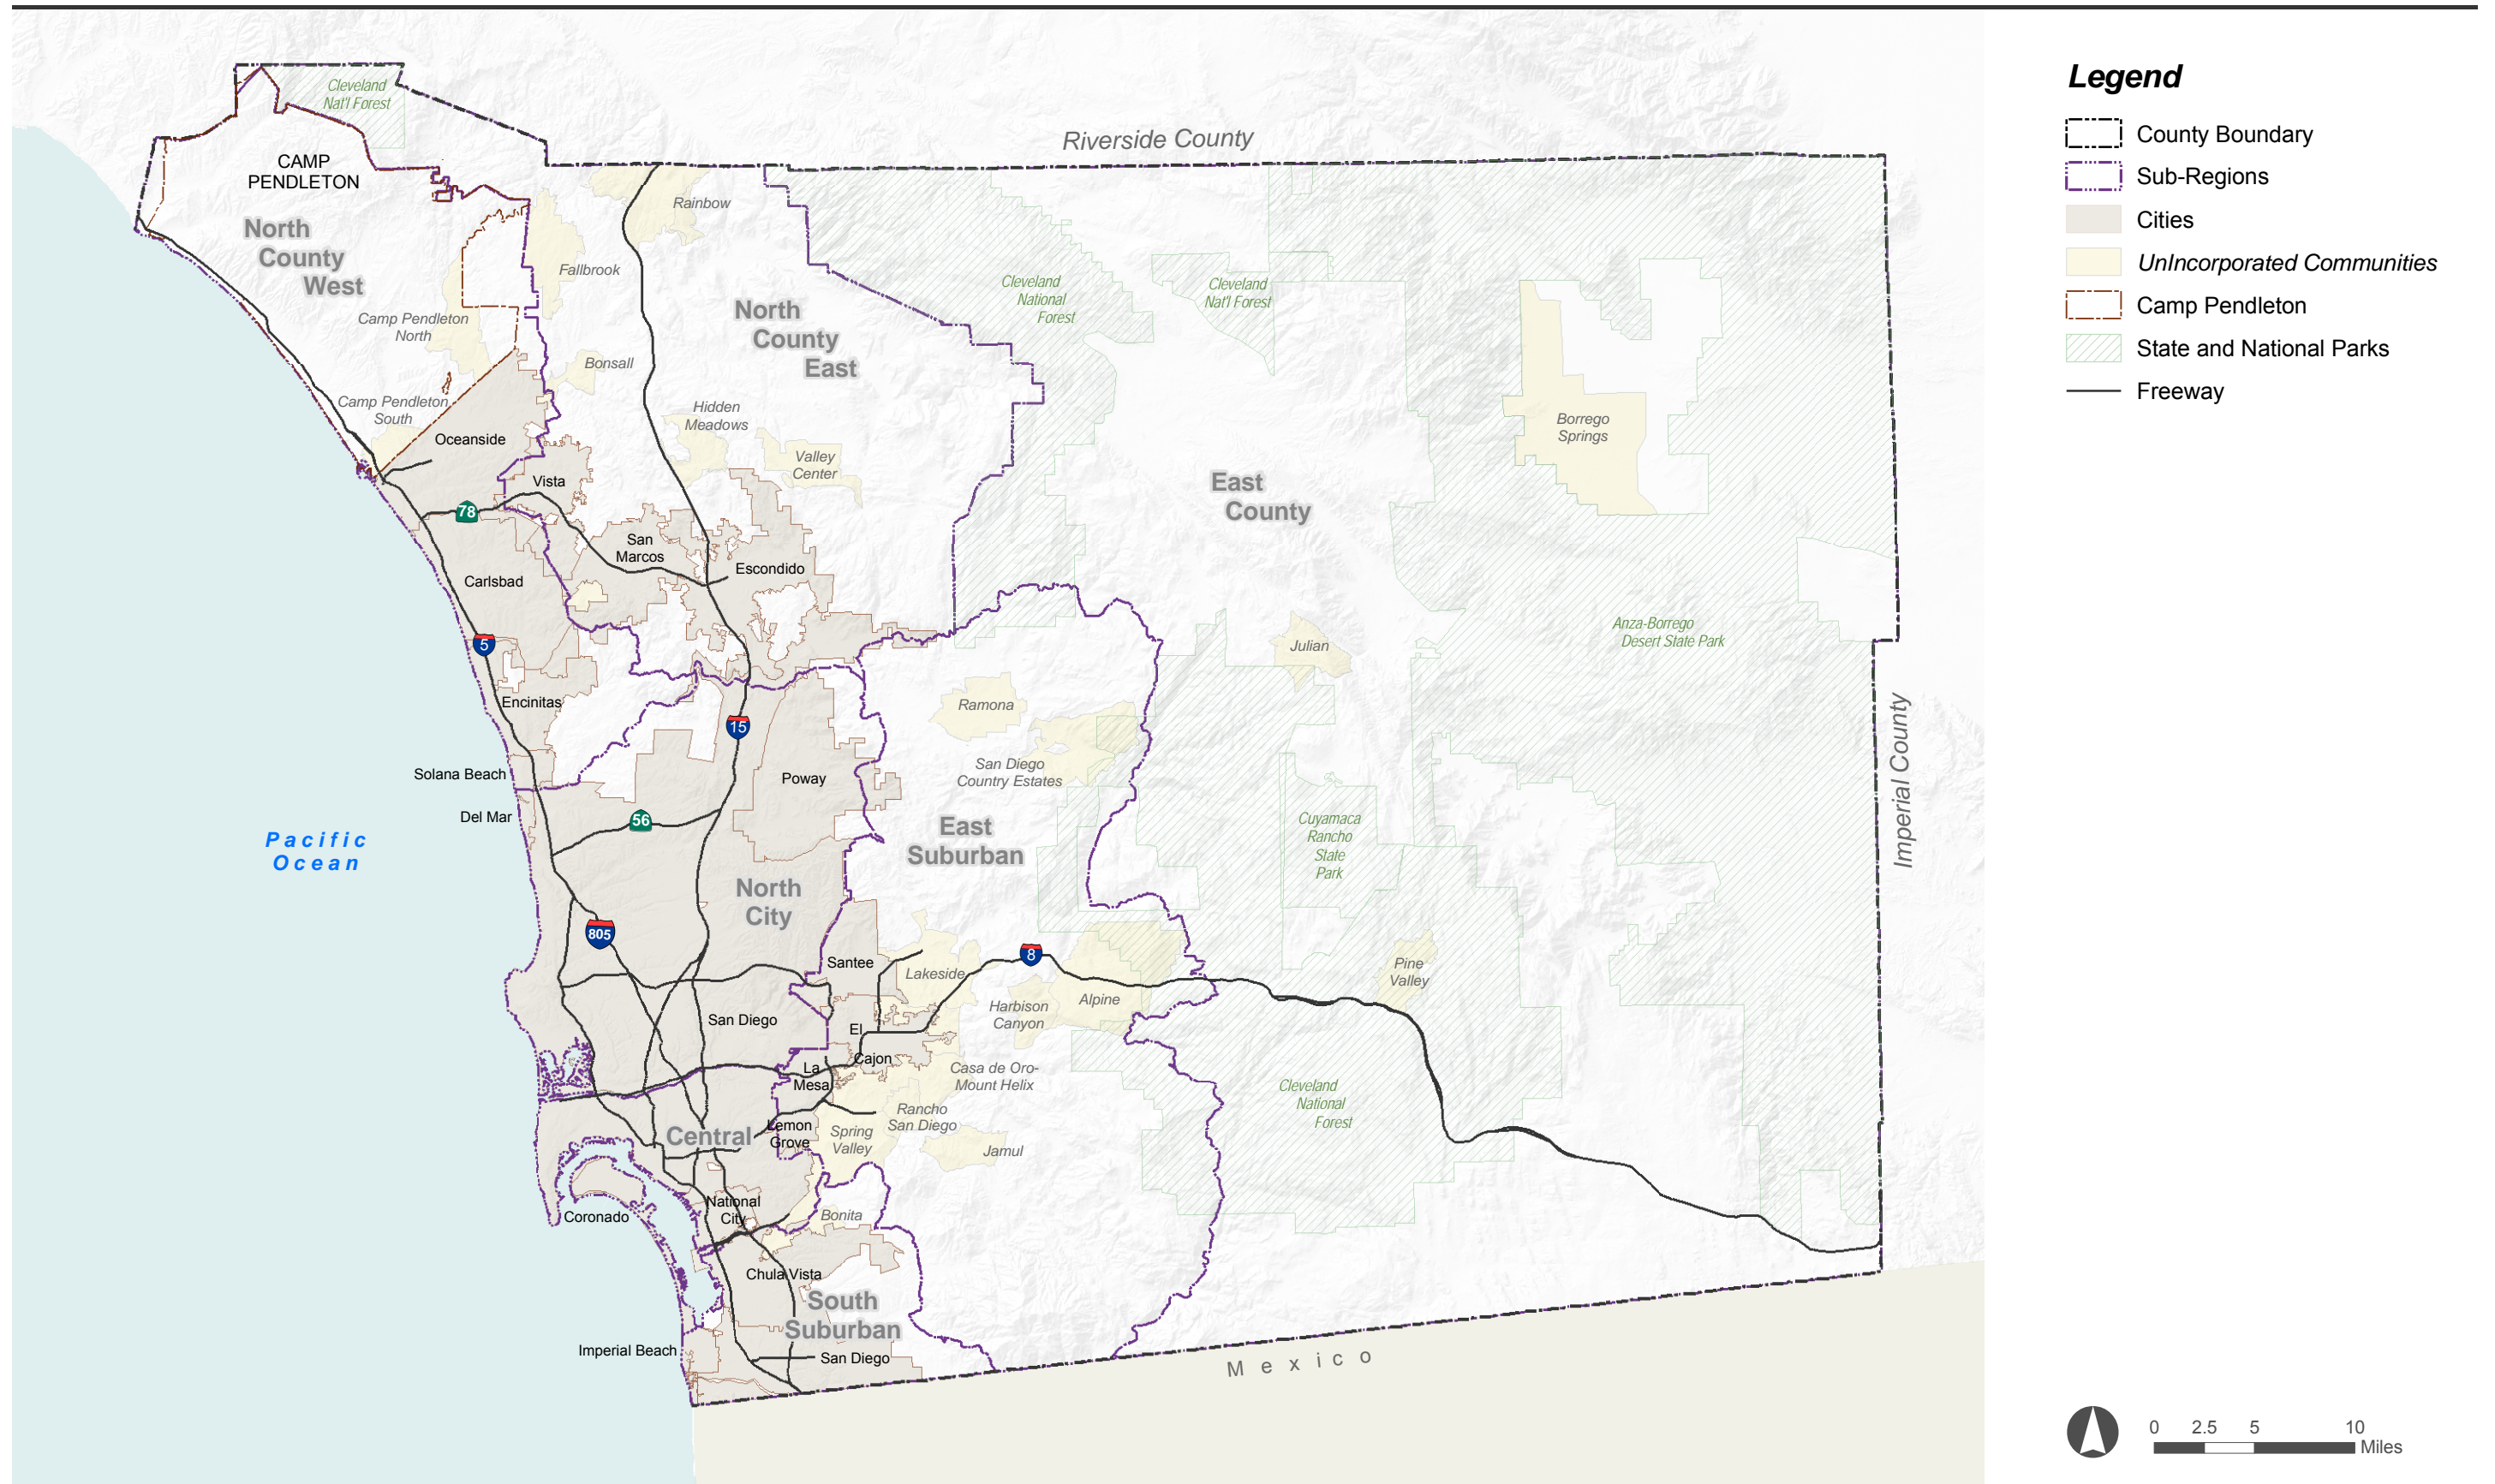 Cleveland
Nat'l Forest
Riverside County
CAMP
PENDLETON
Rainbow
North
County
West
Fallbrook
Cleveland
National
Forest
Cleveland
Nat'l Forest
North
County
East
Camp Pendleton
North
Bonsall
Camp Pendleton
South
Hidden
Meadows
Borrego
Springs
Oceanside
Valley
Center
Vista
East
County
78
San
Marcos
Escondido
Carlsbad
5
Anza-Borrego
Desert State Park
Julian
Encinitas
Ramona
15
Imperial County
San Diego
Country Estates
Solana Beach
Poway
Del Mar
56
Cuyamaca
Rancho
State
Park
East
Suburban
Pacific
Ocean
North
City
805
8
Santee
Lakeside
Pine
Valley
Alpine
Harbison
Canyon
San Diego
El
Cajon
La
Mesa
Casa de Oro-
Mount Helix
Cleveland
National
Forest
Rancho
San Diego
Lemon
Grove
Spring
Valley
Central
Jamul
National
City
Bonita
Coronado
Chula Vista
South
Suburban
Imperial Beach
San Diego
Mexico
Legend
County Boundary
Sub-Regions
Cities
UnIncorporated Communities
Camp Pendleton
State and National Parks
Freeway
0 2.5 5 10
Miles